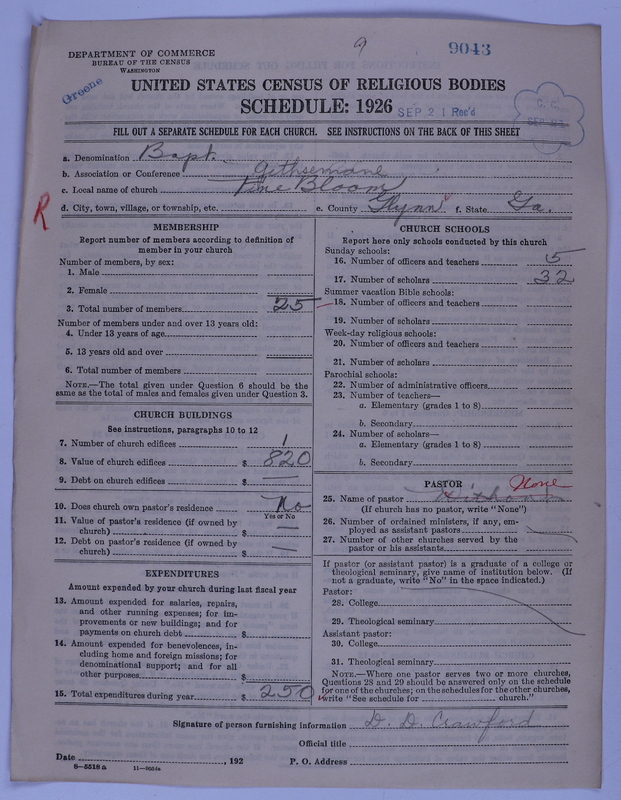 9
9043
DEPARTMENT OF COMMERCE
BUREAU OF THE CENSUS
WASHINGTON
Greene
UNITED STATES CENSUS OF RELIGIOUS BODIES
SCHEDULE: 1926
SEP 21 Rec'd
C. C.
SEP 21
FILL OUT A SEPARATE SCHEDULE FOR EACH CHURCH. SEE INSTRUCTIONS ON THE BACK OF THIS SHEET
a. Denomination Bapt.
b. Association or Conference Gethsemane
c. Local name of church Pine Bloom
d. City, town, village, or township, etc. e. County Glynn f. State Ga.
R
MEMBERSHIP
Report number of members according to definition of
member in your church
Number of members, by sex:
1. Male
2. Female
3. Total number of members 25
Number of members under and over 13 years old:
4. Under 13 years of age
5. 13 years old and over
6. Total number of members
NOTE.—The total given under Question 6 should be the
same as the total of males and females given under Question 3.
CHURCH BUILDINGS
See instructions, paragraphs 10 to 12
7. Number of church edifices 1
8. Value of church edifices $ 820
9. Debt on church edifices $ —
10. Does church own pastor's residence No
Yes or No
11. Value of pastor's residence (if owned by
church) $ —
12. Debt on pastor's residence (if owned by
church) $ —
EXPENDITURES
Amount expended by your church during last fiscal year
13. Amount expended for salaries, repairs,
and other running expenses; for im-
provements or new buildings; and for
payments on church debt $
14. Amount expended for benevolences, in-
cluding home and foreign missions; for
denominational support; and for all
other purposes $
15. Total expenditures during year $ 250
CHURCH SCHOOLS
Report here only schools conducted by this church
Sunday schools:
16. Number of officers and teachers 5
17. Number of scholars 32
Summer vacation Bible schools:
18. Number of officers and teachers
19. Number of scholars
Week-day religious schools:
20. Number of officers and teachers
21. Number of scholars
Parochial schools:
22. Number of administrative officers
23. Number of teachers—
a. Elementary (grades 1 to 8)
b. Secondary
24. Number of scholars—
a. Elementary (grades 1 to 8)
b. Secondary
PASTOR None
25. Name of pastor
(If church has no pastor, write "None")
26. Number of ordained ministers, if any, em-
ployed as assistant pastors
27. Number of other churches served by the
pastor or his assistants
If pastor (or assistant pastor) is a graduate of a college or
theological seminary, give name of institution below. (If
not a graduate, write "No" in the space indicated.)
Pastor:
28. College
29. Theological seminary
Assistant pastor:
30. College
31. Theological seminary
NOTE.—Where one pastor serves two or more churches,
Questions 28 and 29 should be answered only on the schedule
for one of the churches; on the schedules for the other churches,
write "See schedule for church."
Signature of person furnishing information D. D. Crawford
Official title
Date , 192 P. O. Address
8—5518 a